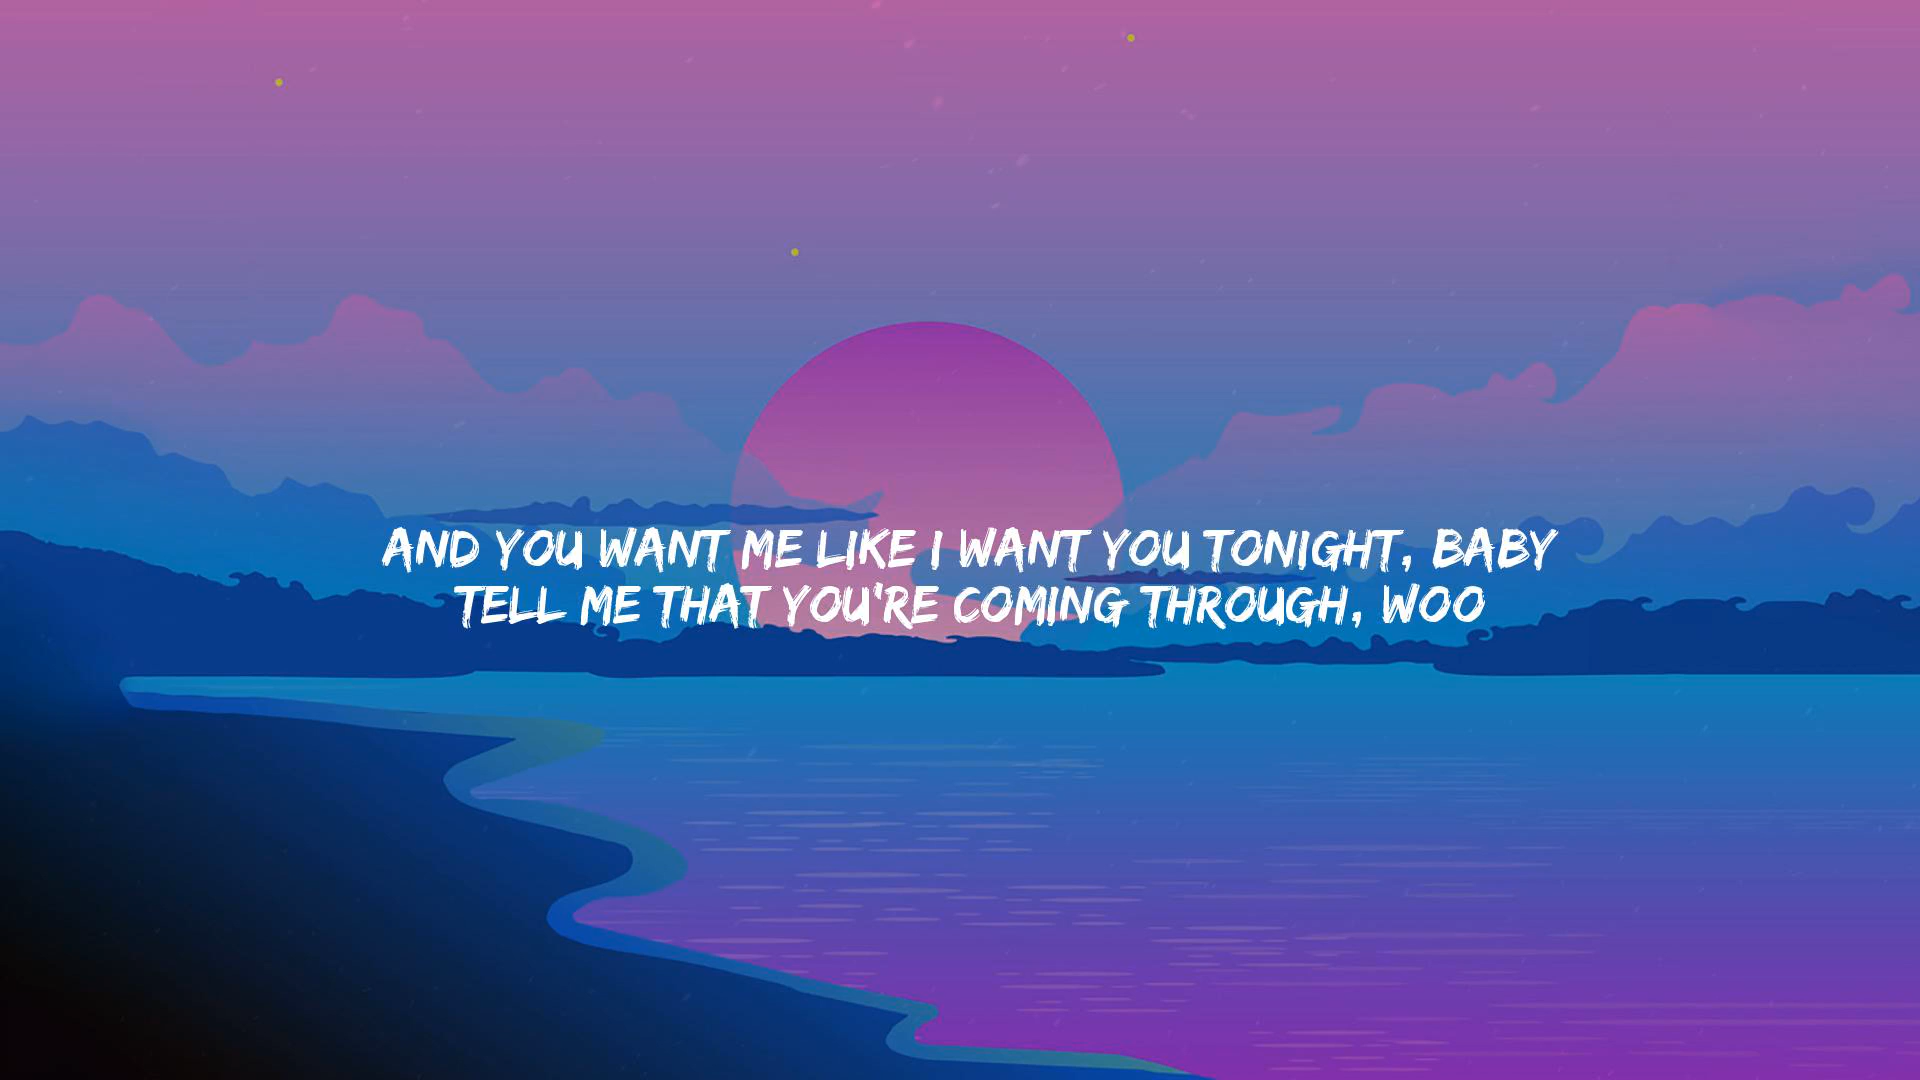 AND YOU WANT ME LIKE I WANT YOU TONIGHT, BABY
TELL ME THAT YOU'RE COMING THROUGH, WOO